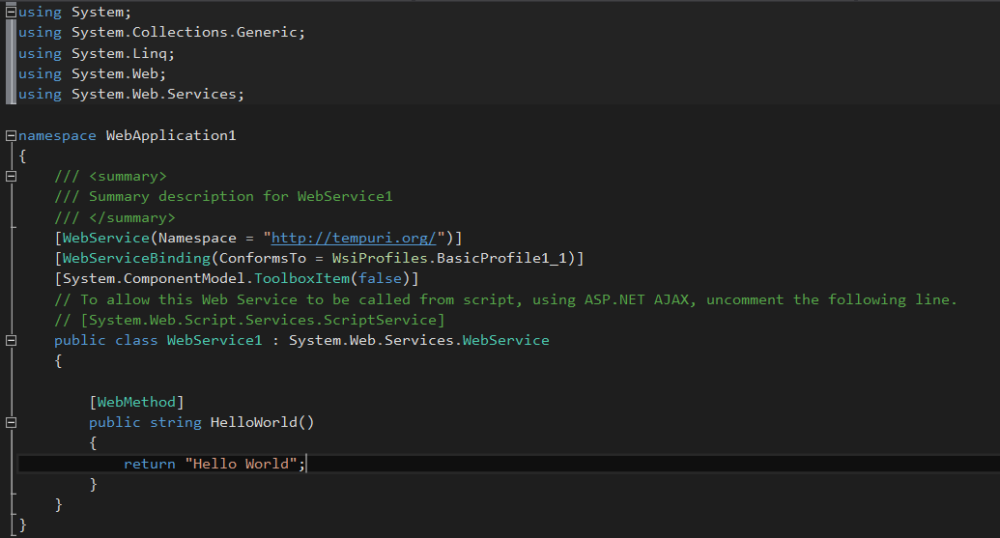 using System;
using System.Collections.Generic;
using System.Linq;
using System.Web;
using System.Web.Services;
namespace WebApplication1
{
/// <summary>
/// Summary description for WebService1
/// </summary>
[WebService(Namespace = "http://tempuri.org/")]
[WebServiceBinding(ConformsTo = WsiProfiles.BasicProfile1_1)]
[System.ComponentModel.ToolboxItem(false)]
// To allow this Web Service to be called from script, using ASP.NET AJAX, uncomment the following line.
// [System.Web.Script.Services.ScriptService]
public class WebService1 : System.Web.Services.WebService
{
[WebMethod]
public string HelloWorld()
{
return "Hello World";
}
}
}